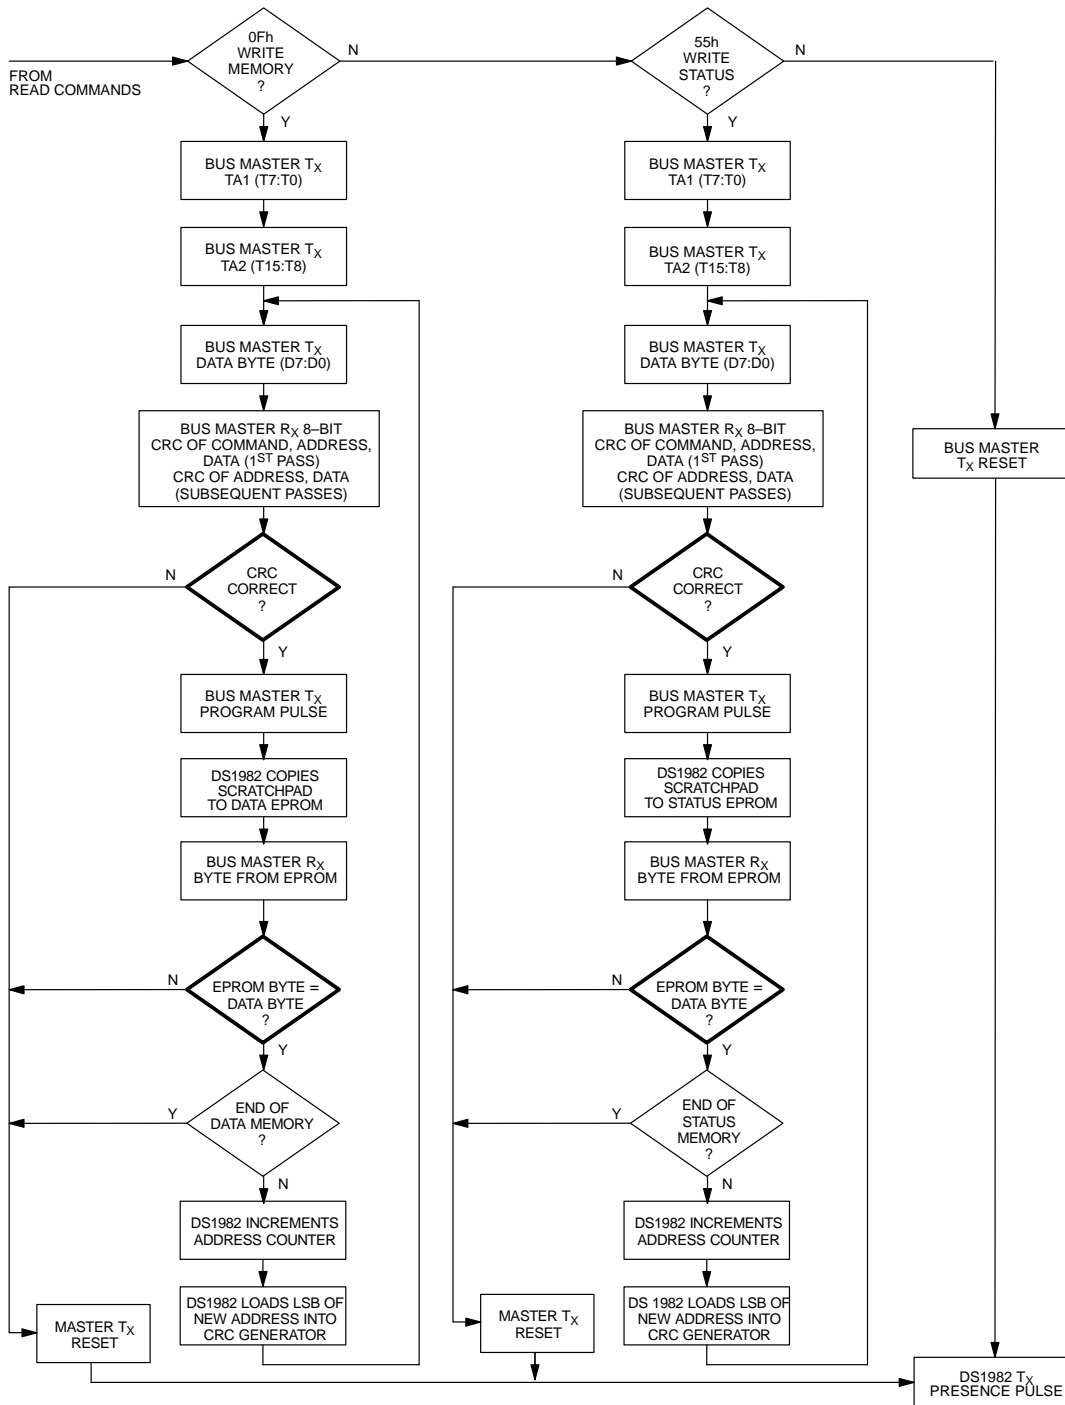 0Fh
WRITE
MEMORY
?
N
55h
WRITE
STATUS
?
N
FROM
READ COMMANDS
Y
Y
BUS MASTER TX
TA1 (T7:T0)
BUS MASTER TX
TA1 (T7:T0)
BUS MASTER TX
TA2 (T15:T8)
BUS MASTER TX
TA2 (T15:T8)
BUS MASTER TX
DATA BYTE (D7:D0)
BUS MASTER TX
DATA BYTE (D7:D0)
BUS MASTER RX 8–BIT
CRC OF COMMAND, ADDRESS,
DATA (1ST PASS)
CRC OF ADDRESS, DATA
(SUBSEQUENT PASSES)
BUS MASTER RX 8–BIT
CRC OF COMMAND, ADDRESS,
DATA (1ST PASS)
CRC OF ADDRESS, DATA
(SUBSEQUENT PASSES)
BUS MASTER
TX RESET
N
CRC
CORRECT
?
N
CRC
CORRECT
?
Y
Y
BUS MASTER TX
PROGRAM PULSE
BUS MASTER TX
PROGRAM PULSE
DS1982 COPIES
SCRATCHPAD
TO DATA EPROM
DS1982 COPIES
SCRATCHPAD
TO STATUS EPROM
BUS MASTER RX
BYTE FROM EPROM
BUS MASTER RX
BYTE FROM EPROM
N
EPROM BYTE =
DATA BYTE
?
N
EPROM BYTE =
DATA BYTE
?
Y
Y
Y
END OF
DATA MEMORY
?
Y
END OF
STATUS
MEMORY
?
N
N
DS1982 INCREMENTS
ADDRESS COUNTER
DS1982 INCREMENTS
ADDRESS COUNTER
MASTER TX
RESET
DS1982 LOADS LSB OF
NEW ADDRESS INTO
CRC GENERATOR
MASTER TX
RESET
DS 1982 LOADS LSB OF
NEW ADDRESS INTO
CRC GENERATOR
DS1982 TX
PRESENCE PULSE